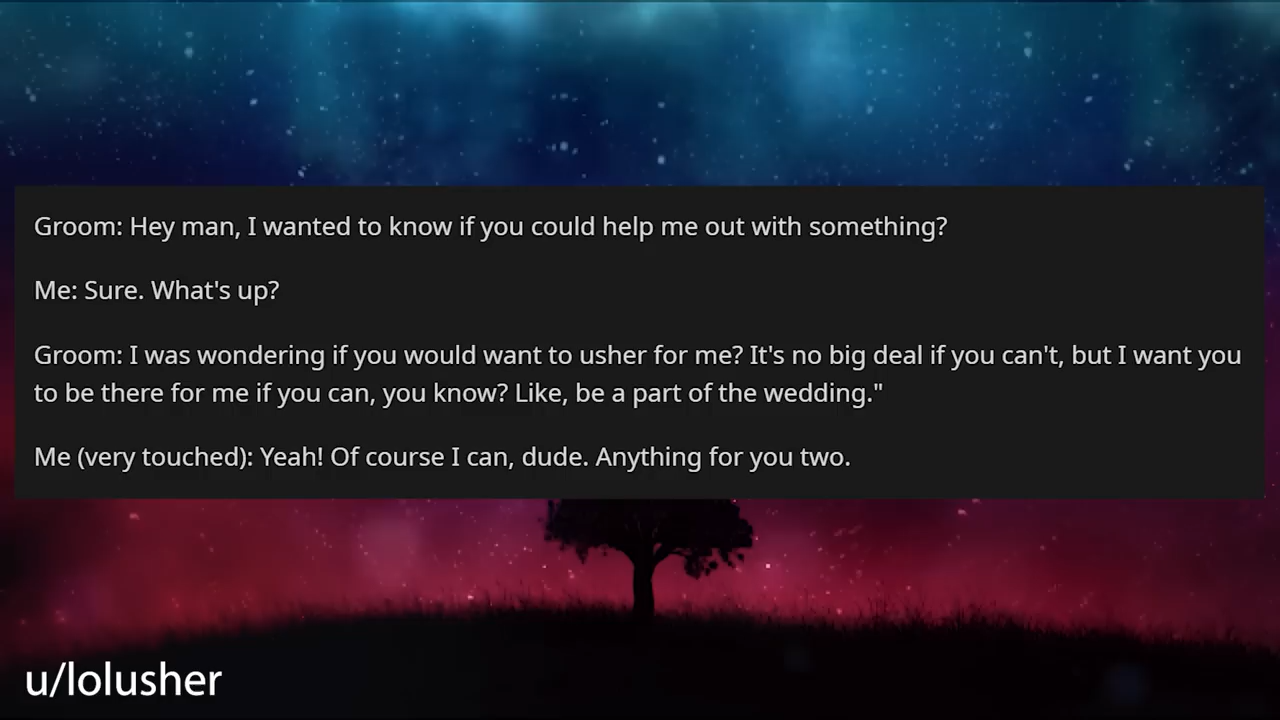 Groom: Hey man, I wanted to know if you could help me out with something?
Me: Sure. What's up?
Groom: I was wondering if you would want to usher for me? It's no big deal if you can't, but I want you
to be there for me if you can, you know? Like, be a part of the wedding."
Me (very touched): Yeah! Of course I can, dude. Anything for you two.
u/lolusher